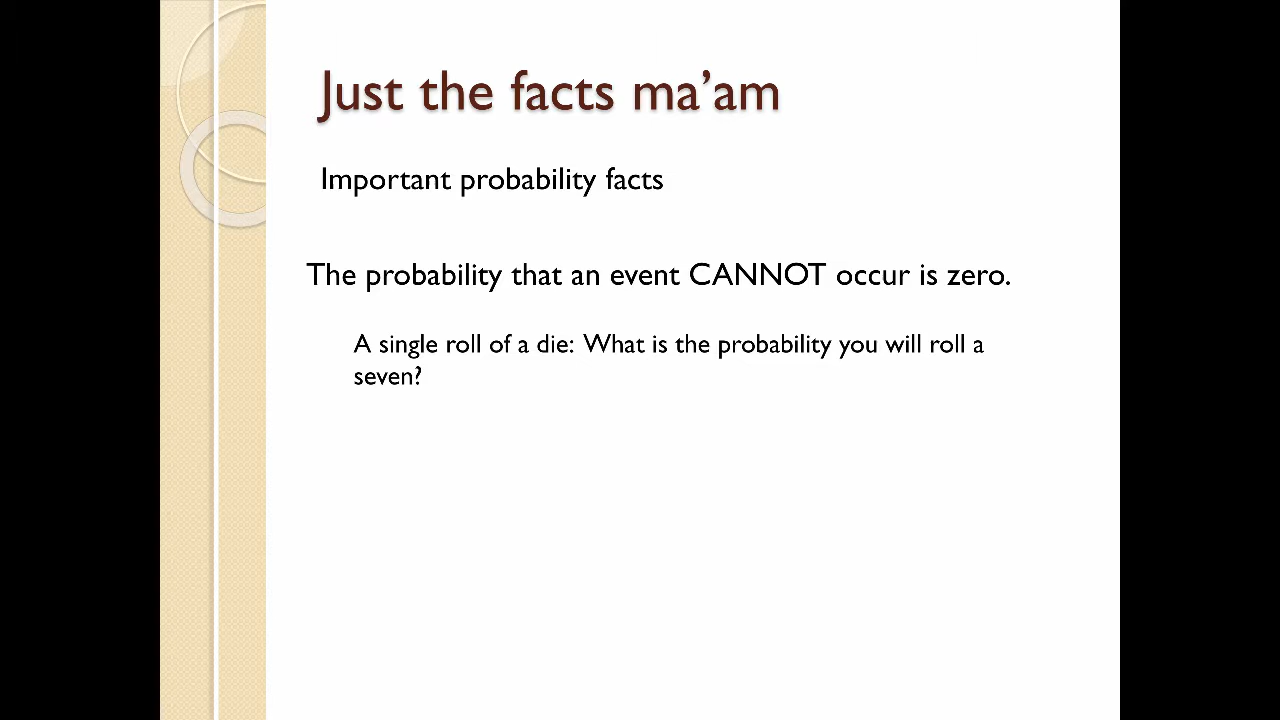 Just the facts ma’am
Important probability facts
The probability that an event CANNOT occur is zero.
A single roll of a die: What is the probability you will roll a
seven?